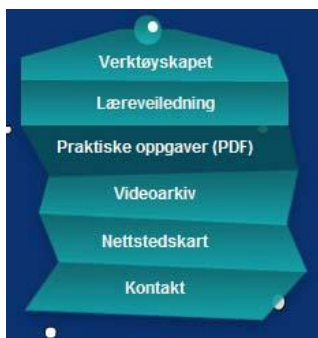 Verktøyskapet
Læreveiledning
Praktiske oppgaver (PDF)
Videoarkiv
Nettstedskart
Kontakt